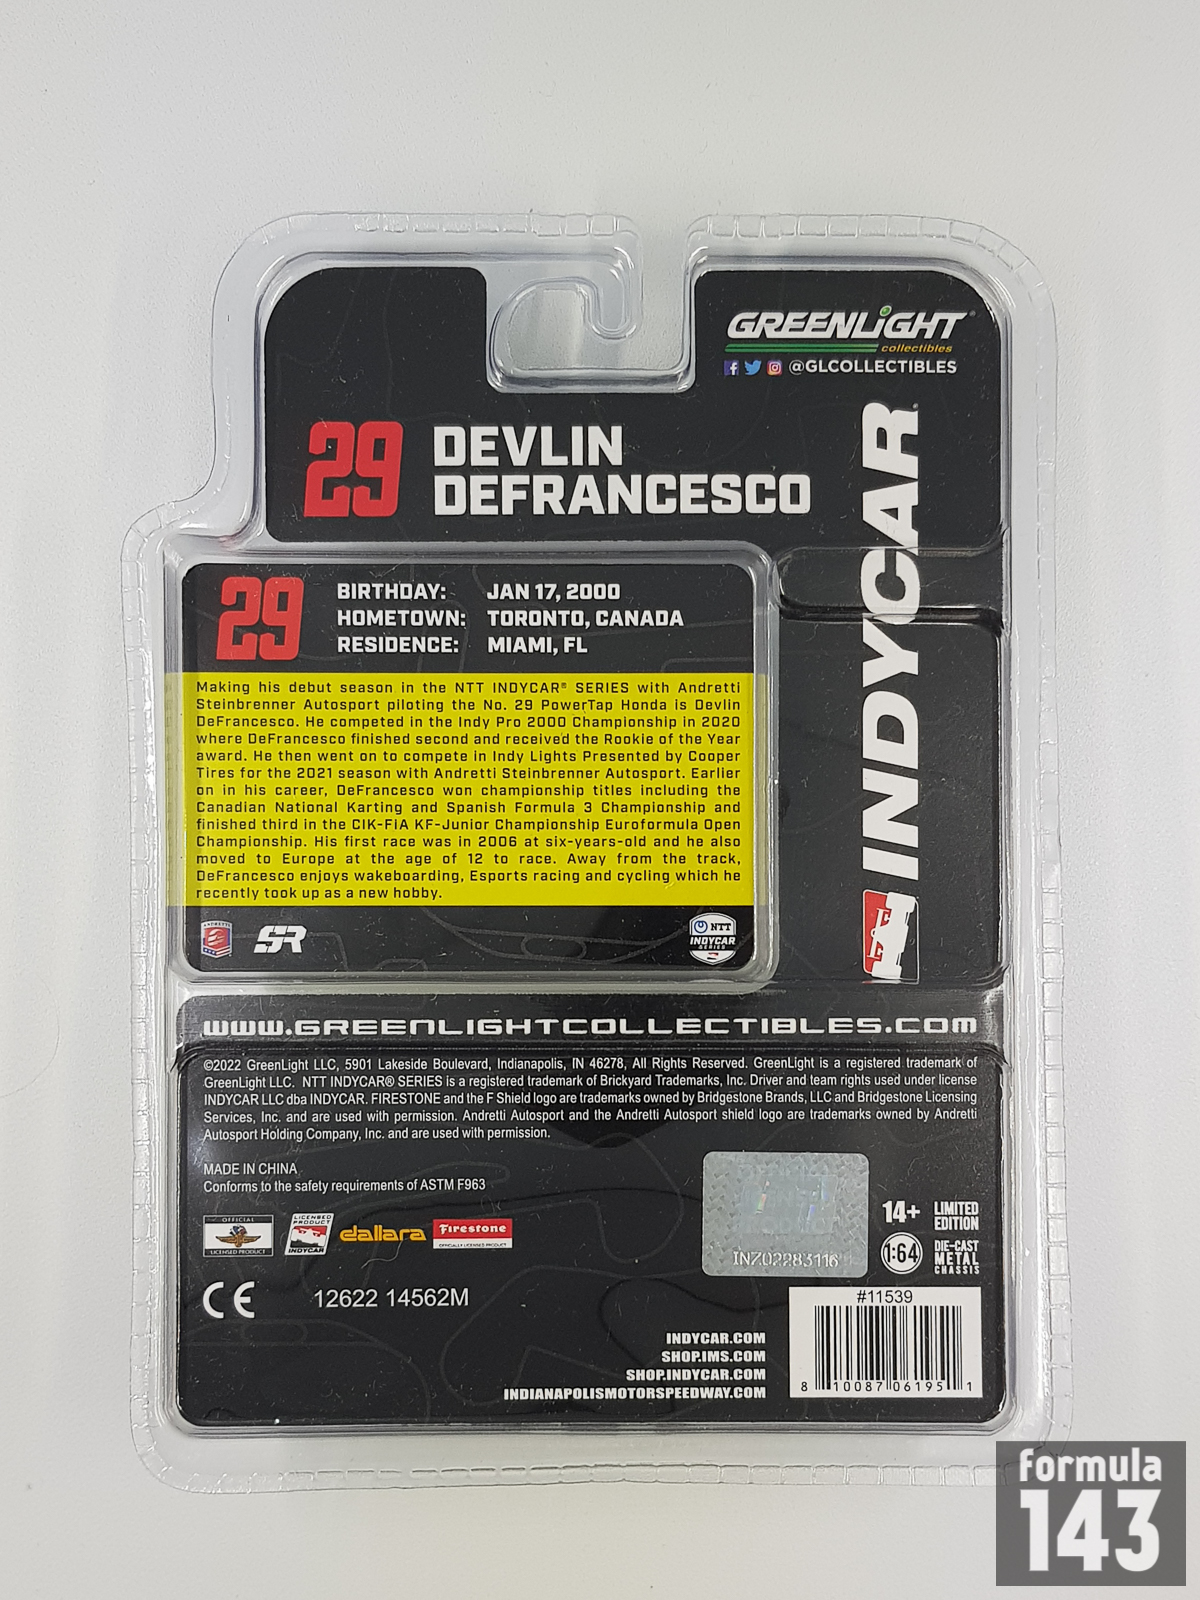 GREENLiGHT
collectibles
@GLCOLLECTIBLES
29 DEVLIN
DEFRANCESCO
INDYCAR
29
BIRTHDAY: JAN 17, 2000
HOMETOWN: TORONTO, CANADA
RESIDENCE: MIAMI, FL
Making his debut season in the NTT INDYCAR® SERIES with Andretti
Steinbrenner Autosport piloting the No. 29 PowerTap Honda is Devlin
DeFrancesco. He competed in the Indy Pro 2000 Championship in 2020
where DeFrancesco finished second and received the Rookie of the Year
award. He then went on to compete in Indy Lights Presented by Cooper
Tires for the 2021 season with Andretti Steinbrenner Autosport. Earlier
on in his career, DeFrancesco won championship titles including the
Canadian National Karting and Spanish Formula 3 Championship and
finished third in the CIK-FIA KF-Junior Championship Euroformula Open
Championship. His first race was in 2006 at six-years-old and he also
moved to Europe at the age of 12 to race. Away from the track,
DeFrancesco enjoys wakeboarding, Esports racing and cycling which he
recently took up as a new hobby.
ANDRETTI
SR
NTT
INDYCAR
SERIES
www.GREENLIGHTCOLLECTIBLES.com
©2022 GreenLight LLC, 5901 Lakeside Boulevard, Indianapolis, IN 46278, All Rights Reserved. GreenLight is a registered trademark of
GreenLight LLC. NTT INDYCAR® SERIES is a registered trademark of Brickyard Trademarks, Inc. Driver and team rights used under license
INDYCAR LLC dba INDYCAR. FIRESTONE and the F Shield logo are trademarks owned by Bridgestone Brands, LLC and Bridgestone Licensing
Services, Inc. and are used with permission. Andretti Autosport and the Andretti Autosport shield logo are trademarks owned by Andretti
Autosport Holding Company, Inc. and are used with permission.
MADE IN CHINA
Conforms to the safety requirements of ASTM F963
OFFICIAL
LICENSED PRODUCT
LICENSED
PRODUCT
INDYCAR
dallara
Firestone
OFFICIALLY LICENSED PRODUCT
INZ02283116
14+ LIMITED
EDITION
1:64 DIE-CAST
METAL
CHASSIS
CE 12622 14562M
#11539
8 10087 06195 1
INDYCAR.COM
SHOP.IMS.COM
SHOP.INDYCAR.COM
INDIANAPOLISMOTORSPEEDWAY.COM
formula
143